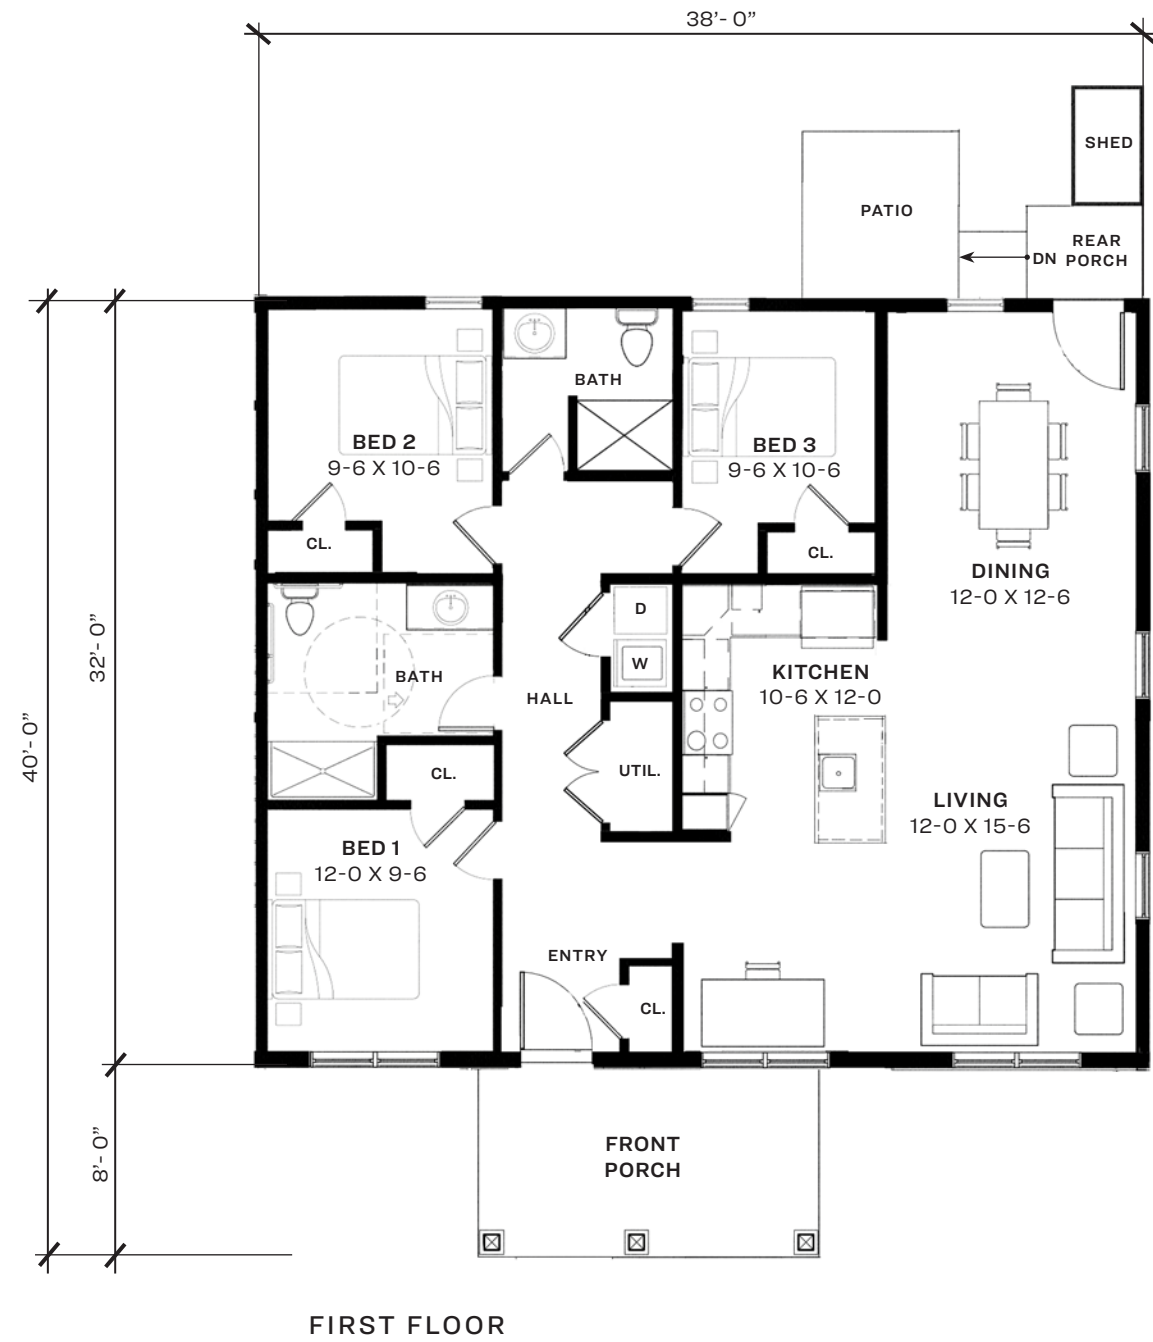 38'- 0"
SHED
PATIO
REAR
PORCH
DN
BATH
BED 2
9-6 X 10-6
BED 3
9-6 X 10-6
CL.
CL.
DINING
12-0 X 12-6
D
W
32'- 0"
40'- 0"
BATH
HALL
KITCHEN
10-6 X 12-0
CL.
UTIL.
LIVING
12-0 X 15-6
BED 1
12-0 X 9-6
ENTRY
CL.
8'- 0"
FRONT
PORCH
FIRST FLOOR